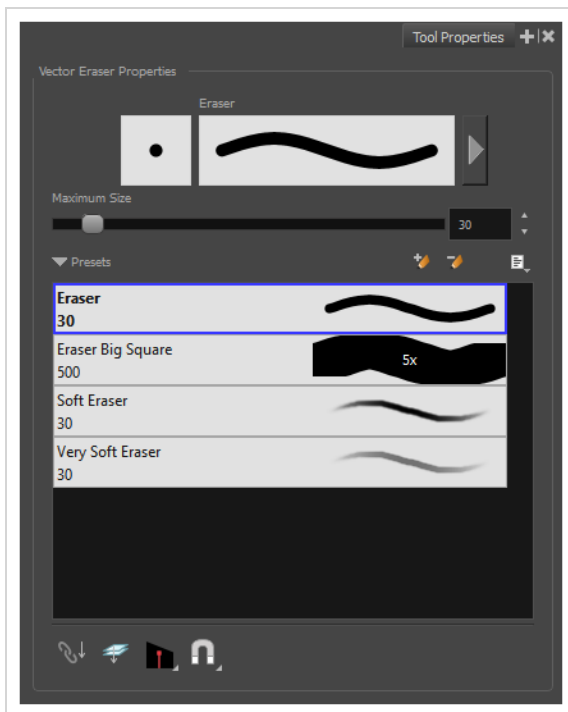 Tool Properties
Vector Eraser Properties
Eraser
Maximum Size
30
Presets
Eraser
30
Eraser Big Square
500
5x
Soft Eraser
30
Very Soft Eraser
30